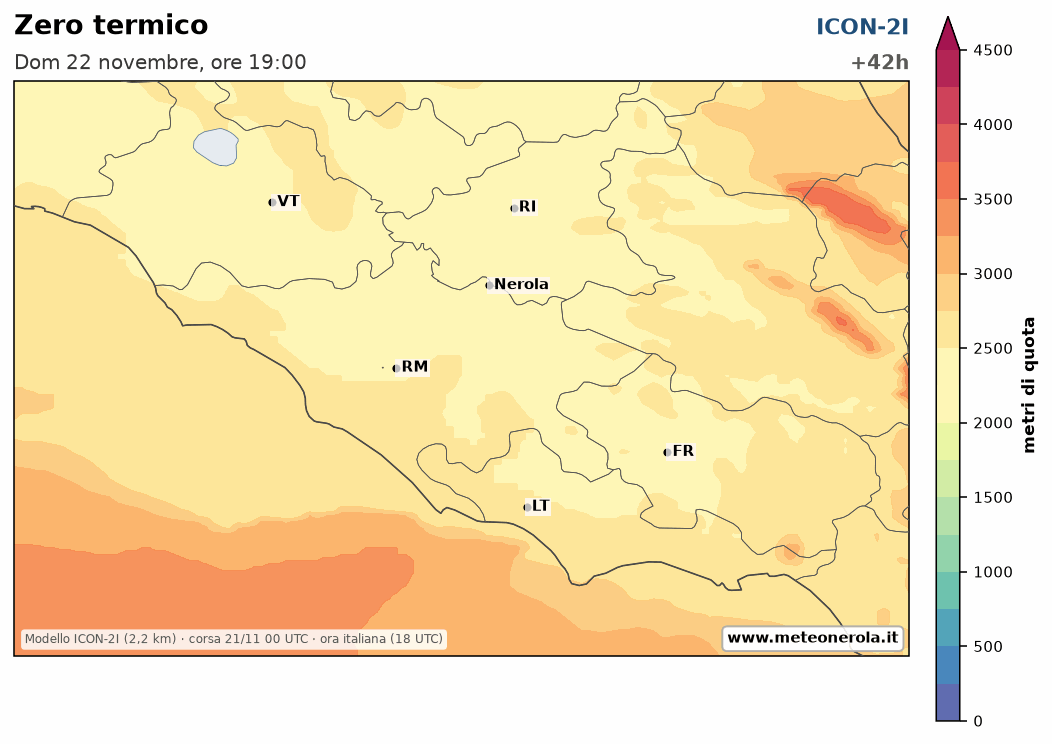 Zero termico
ICON-2I
Dom 22 novembre, ore 19:00
+42h
VT
RI
Nerola
RM
FR
LT
4500
4000
3500
3000
2500
2000
1500
1000
500
0
metri di quota
Modello ICON-2I (2,2 km) · corsa 21/11 00 UTC · ora italiana (18 UTC)
www.meteonerola.it